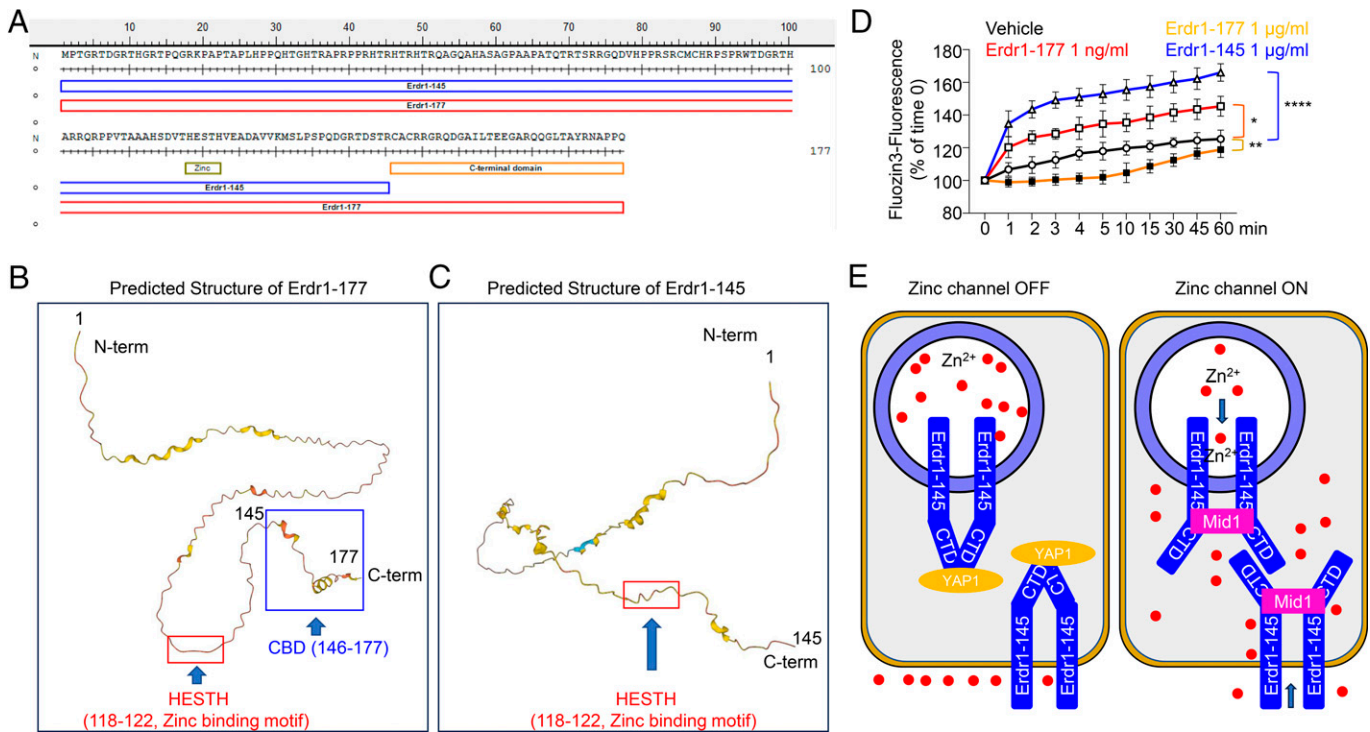 A
10 20 30 40 50 60 70 80 90 100
N MPTGRTDGRTHGRTPQGRKPAPTAPLHPPQHTGHTRAPRPPRHTRHTRHTRQAGQAHASAGPAAPATQTRTSRRGQDVHPPRSRCMCHRPSPRWTDGRTH
100
Erdr1-145
Erdr1-177
ARRQRPPVTAAAHSDVTHESTHVEADAVVKMSLPSPQDGRTDSTRCACRRGRQDGAILTEEGARQQGLTAYRNAPPQ
177
Zinc C-terminal domain
Erdr1-145
Erdr1-177
B
Predicted Structure of Erdr1-177
1
N-term
145
177
C-term
CBD (146-177)
HESTH
(118-122, Zinc binding motif)
C
Predicted Structure of Erdr1-145
N-term
1
145
C-term
HESTH
(118-122, Zinc binding motif)
D
Vehicle Erdr1-177 1 µg/ml
Erdr1-177 1 ng/ml Erdr1-145 1 µg/ml
Fluozin3-Fluorescence
(% of time 0)
180
160
140
120
100
80
****
*
**
0 1 2 3 4 5 10 15 30 45 60 min
E
Zinc channel OFF
Zn2+
Erdr1-145 Erdr1-145
CTD
YAP1
YAP1
CTD
Erdr1-145 Erdr1-145
Zinc channel ON
Zn2+
Zn2+
Erdr1-145 Erdr1-145
Mid1
CTD CTD
CTD CTD
Mid1
Erdr1-145 Erdr1-145